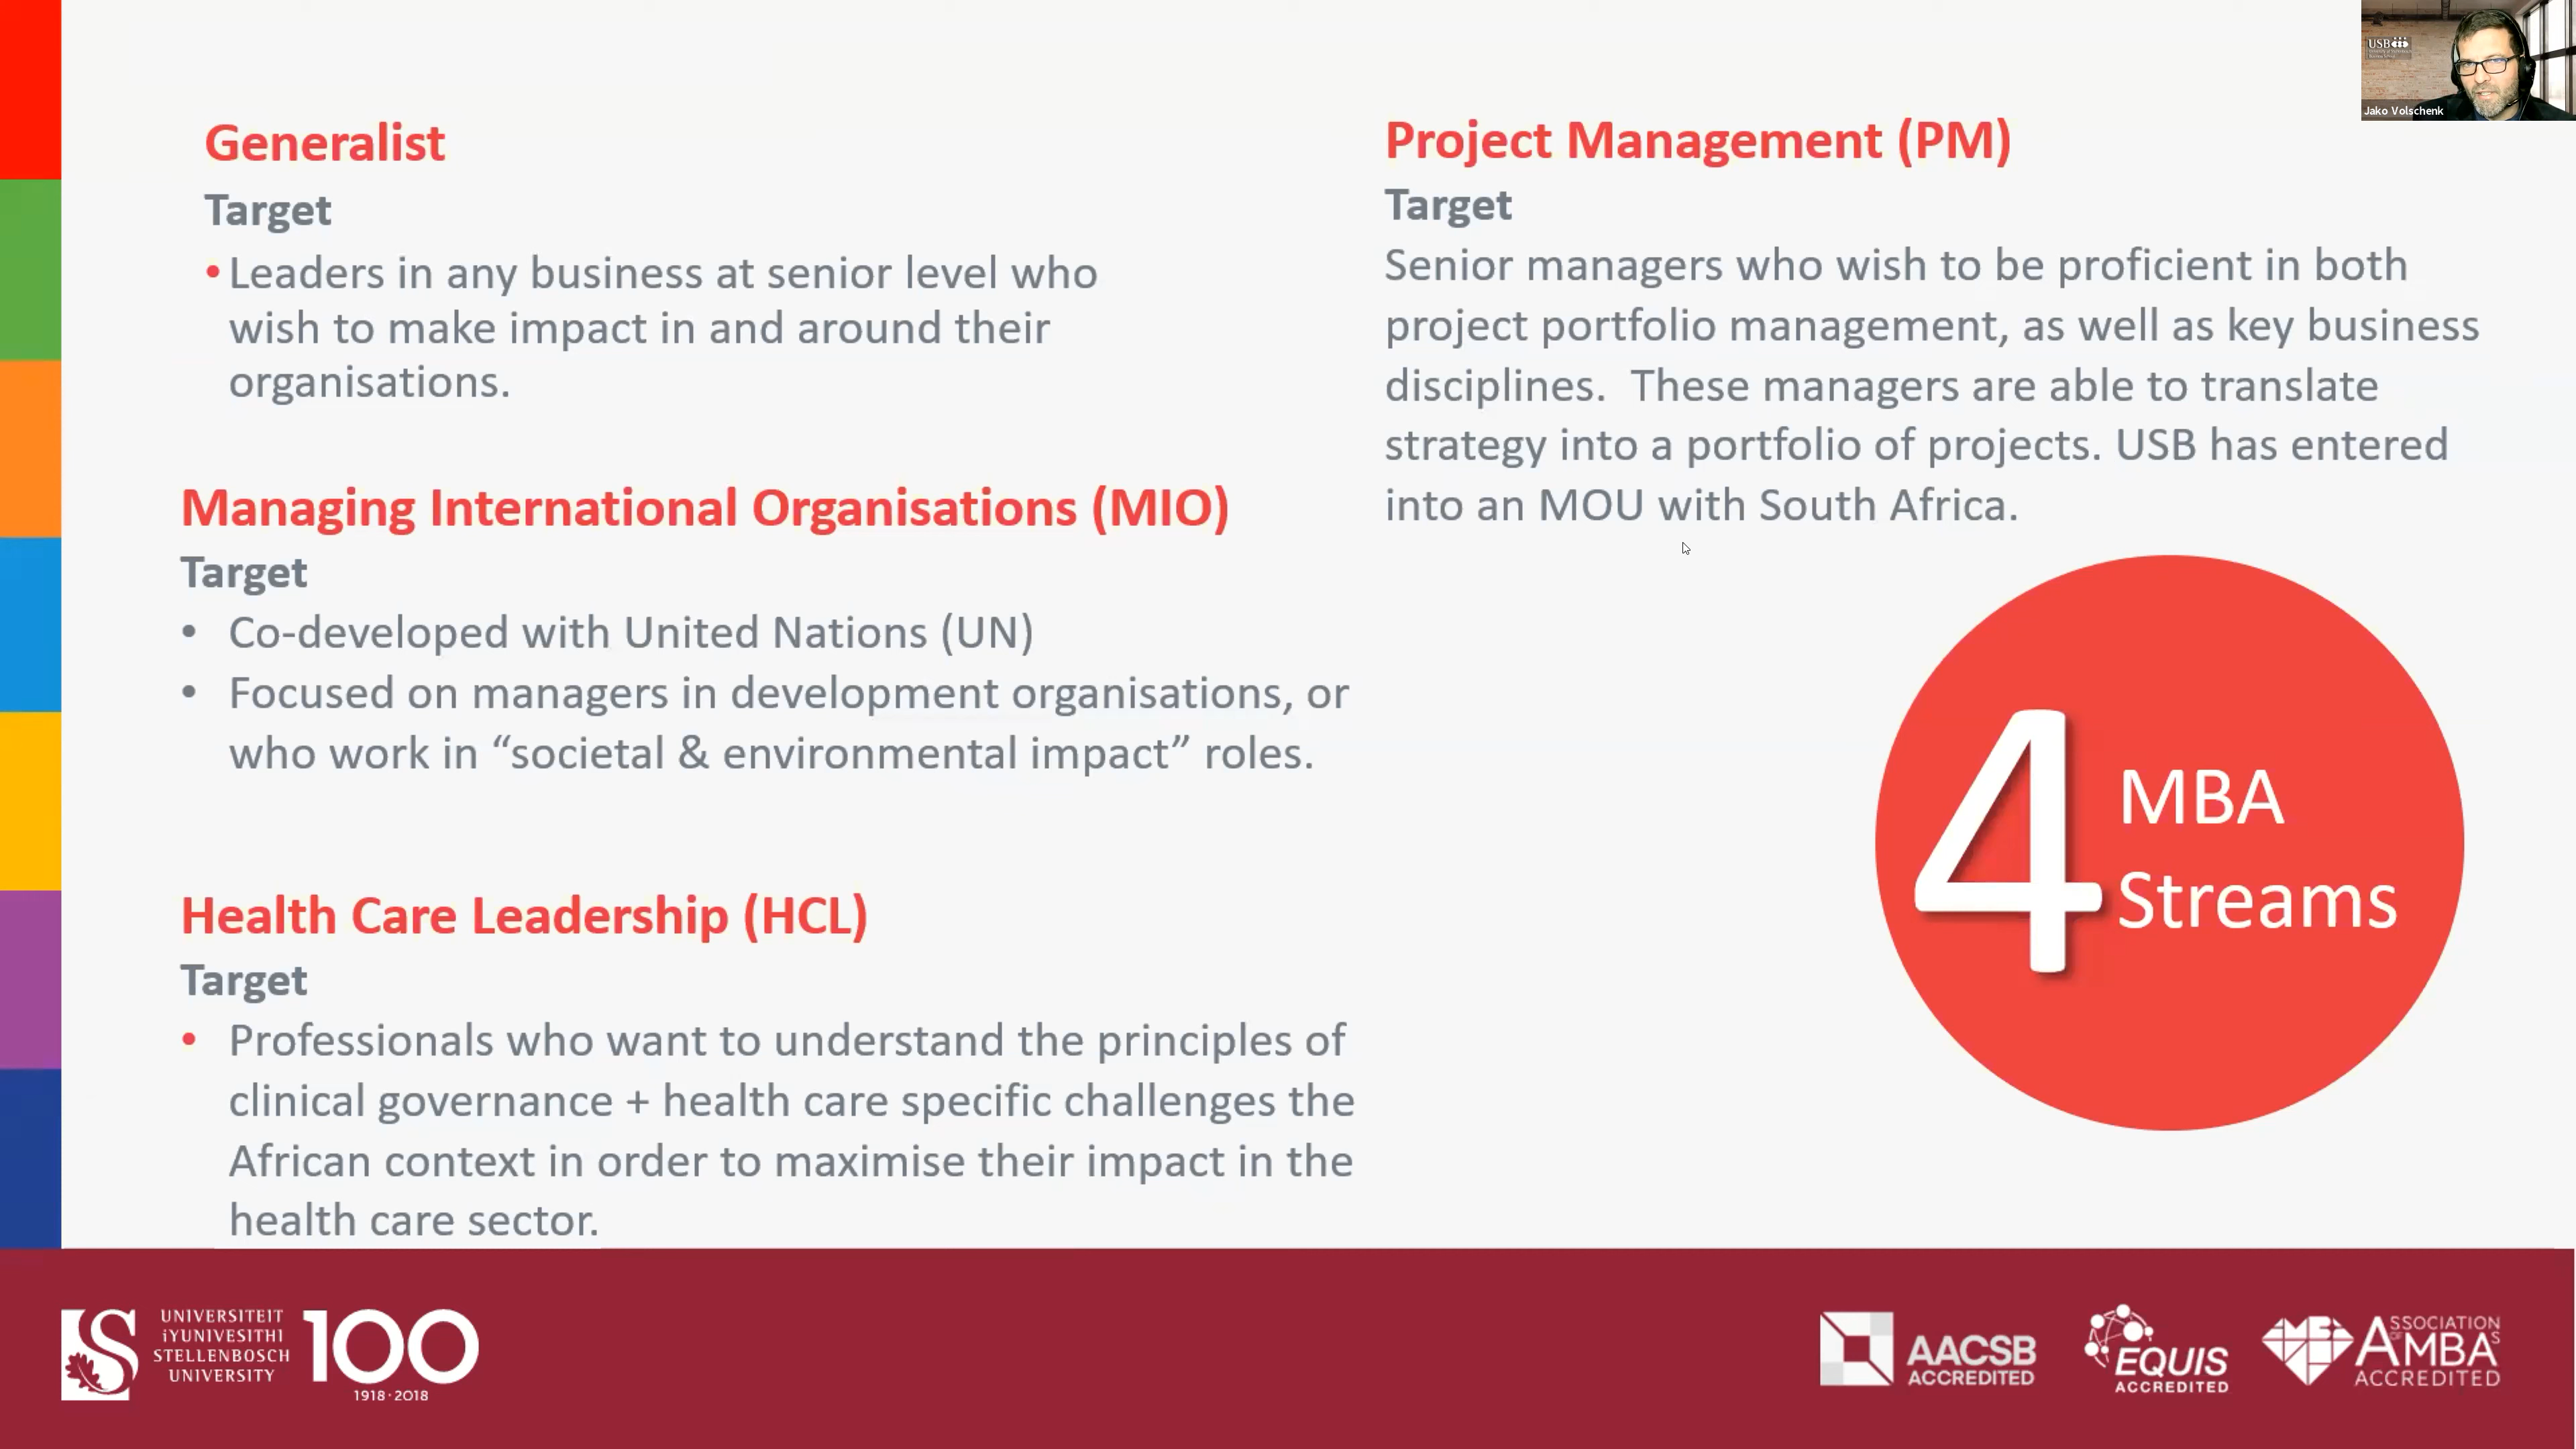 Generalist
Target
•Leaders in any business at senior level who
wish to make impact in and around their
organisations.
Managing International Organisations (MIO)
Target
• Co-developed with United Nations (UN)
• Focused on managers in development organisations, or
who work in “societal & environmental impact” roles.
Health Care Leadership (HCL)
Target
• Professionals who want to understand the principles of
clinical governance + health care specific challenges the
African context in order to maximise their impact in the
health care sector.
Project Management (PM)
Target
Senior managers who wish to be proficient in both
project portfolio management, as well as key business
disciplines.  These managers are able to translate
strategy into a portfolio of projects. USB has entered
into an MOU with South Africa.
4 MBA
Streams
USB
Jako Volschenk
UNIVERSITEIT
iYUNIVESITHI
STELLENBOSCH
UNIVERSITY
100
1918·2018
AACSB
ACCREDITED
EQUIS
ACCREDITED
ASSOCIATION
OF MBAs
ACCREDITED